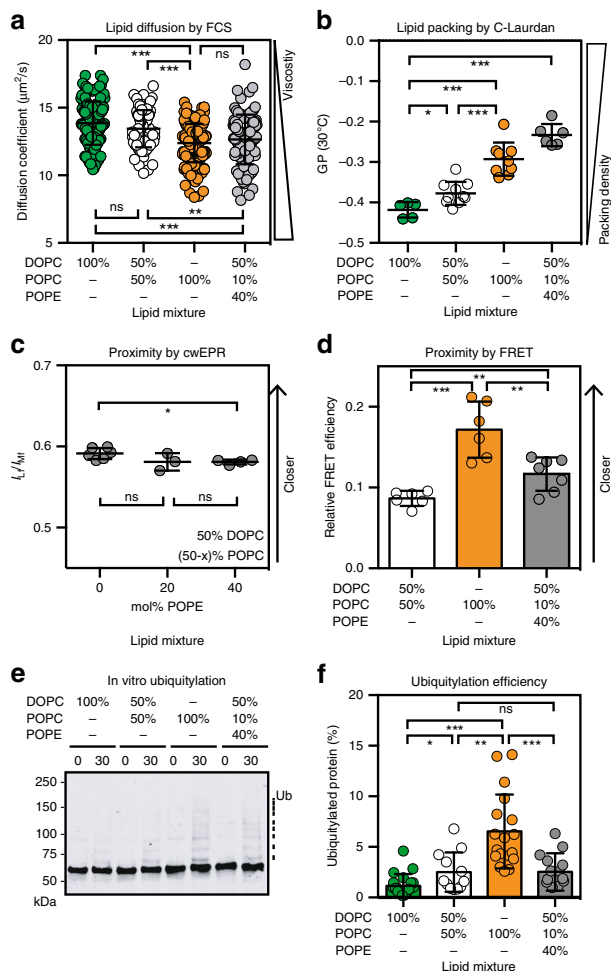 a
Lipid diffusion by FCS
Diffusion coefficient (µm²/s)
20
15
10
5
***
ns
***
ns
**
***
Viscostiy
DOPC 100% 50% – 50%
POPC – 50% 100% 10%
POPE – – – 40%
Lipid mixture
b
Lipid packing by C-Laurdan
GP (30°C)
0.0
–0.1
–0.2
–0.3
–0.4
–0.5
***
***
* ***
Packing density
DOPC 100% 50% – 50%
POPC – 50% 100% 10%
POPE – – – 40%
Lipid mixture
c
Proximity by cwEPR
I Lf/I Mf
0.7
0.6
0.5
*
ns ns
50% DOPC
(50-x)% POPC
Closer
0 20 40
mol% POPE
Lipid mixture
d
Proximity by FRET
Relative FRET efficiency
0.2
0.1
0.0
**
*** **
Closer
DOPC 50% – 50%
POPC 50% 100% 10%
POPE – – 40%
Lipid mixture
e
In vitro ubiquitylation
DOPC 100% 50% – 50%
POPC – 50% 100% 10%
POPE – – – 40%
0 30 0 30 0 30 0 30
250
150
100
75
50
kDa
Ub
f
Ubiquitylation efficiency
Ubiquitylated protein (%)
20
15
10
5
0
ns
***
* ** ***
DOPC 100% 50% – 50%
POPC – 50% 100% 10%
POPE – – – 40%
Lipid mixture